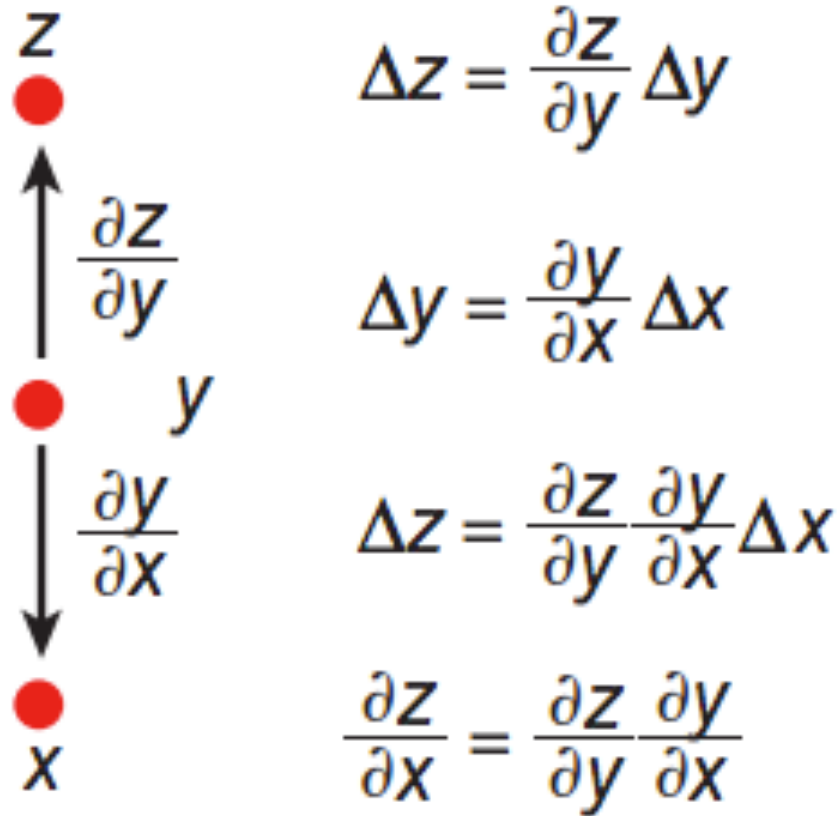 z
Δz = ∂z/∂y Δy
∂z/∂y
Δy = ∂y/∂x Δx
y
∂y/∂x
Δz = ∂z/∂y ∂y/∂x Δx
x
∂z/∂x = ∂z/∂y ∂y/∂x